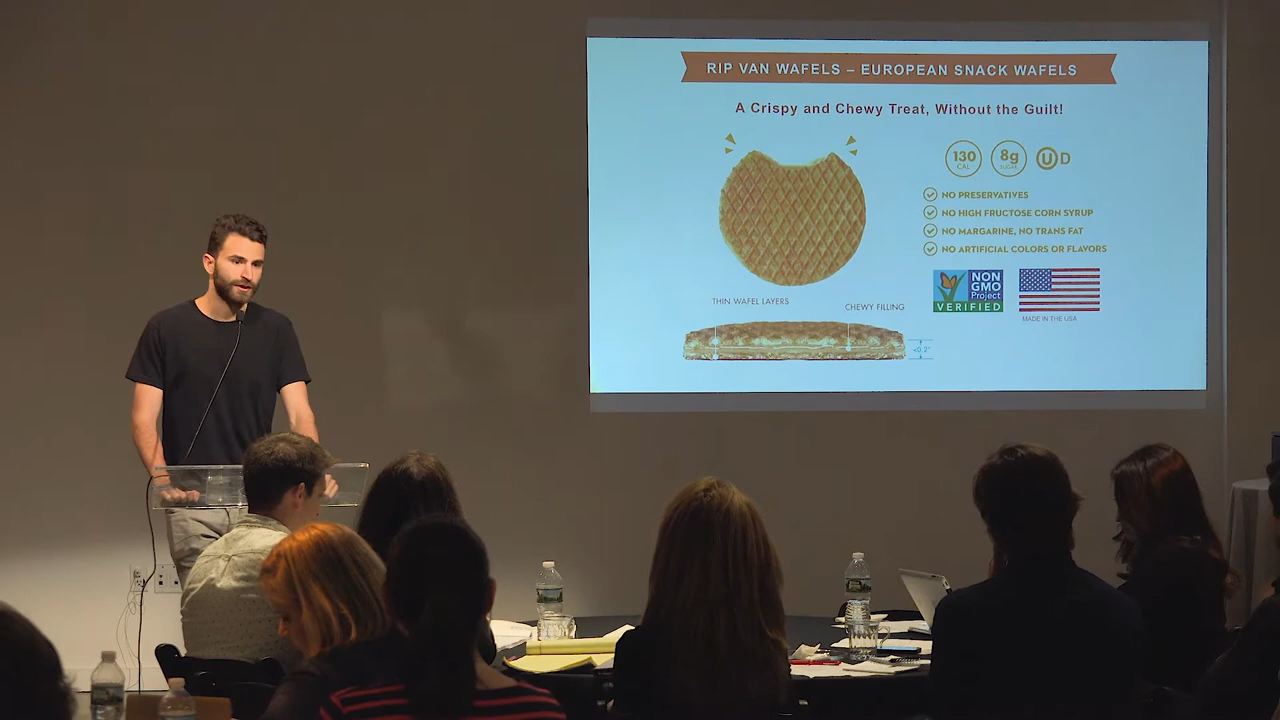 RIP VAN WAFELS – EUROPEAN SNACK WAFELS
A Crispy and Chewy Treat, Without the Guilt!
130
CAL
8g
SUGAR
U D
NO PRESERVATIVES
NO HIGH FRUCTOSE CORN SYRUP
NO MARGARINE, NO TRANS FAT
NO ARTIFICIAL COLORS OR FLAVORS
NON
GMO
Project
VERIFIED
MADE IN THE USA
THIN WAFEL LAYERS
CHEWY FILLING
<0.2"